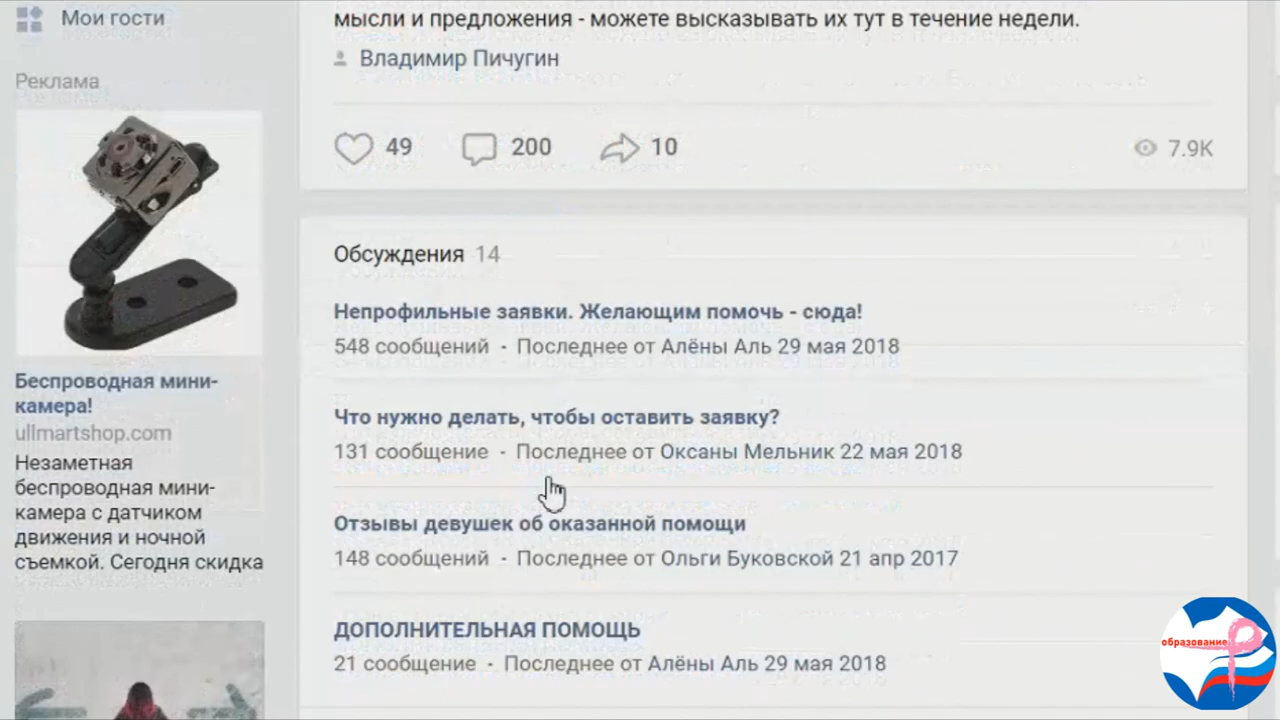 Мои гости
Реклама
Беспроводная мини-
камера!
ullmartshop.com
Незаметная
беспроводная мини-
камера с датчиком
движения и ночной
съемкой. Сегодня скидка
мысли и предложения - можете высказывать их тут в течение недели.
Владимир Пичугин
49 200 10 7.9K
Обсуждения 14
Непрофильные заявки. Желающим помочь - сюда!
548 сообщений · Последнее от Алёны Аль 29 мая 2018
Что нужно делать, чтобы оставить заявку?
131 сообщение · Последнее от Оксаны Мельник 22 мая 2018
Отзывы девушек об оказанной помощи
148 сообщений · Последнее от Ольги Буковской 21 апр 2017
ДОПОЛНИТЕЛЬНАЯ ПОМОЩЬ
21 сообщение · Последнее от Алёны Аль 29 мая 2018
образование